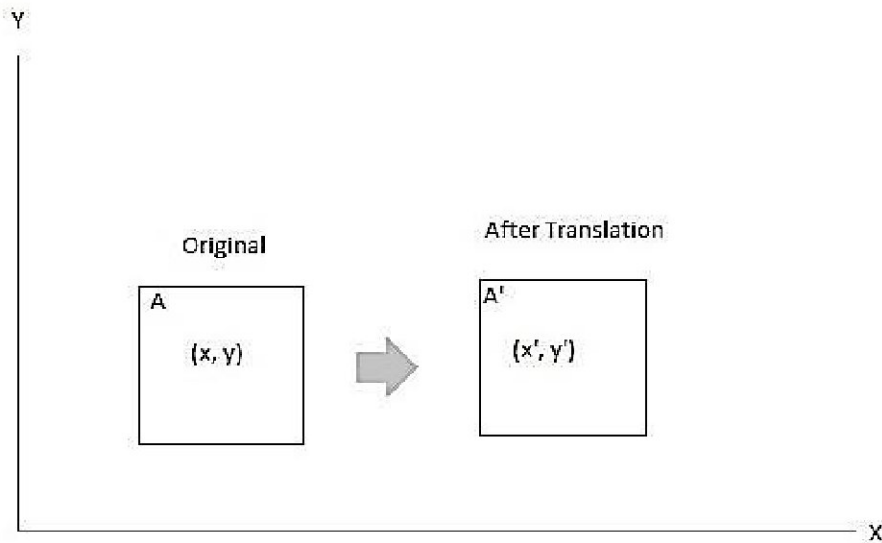 Y
Original
After Translation
A
A'
(x, y)
(x', y')
X